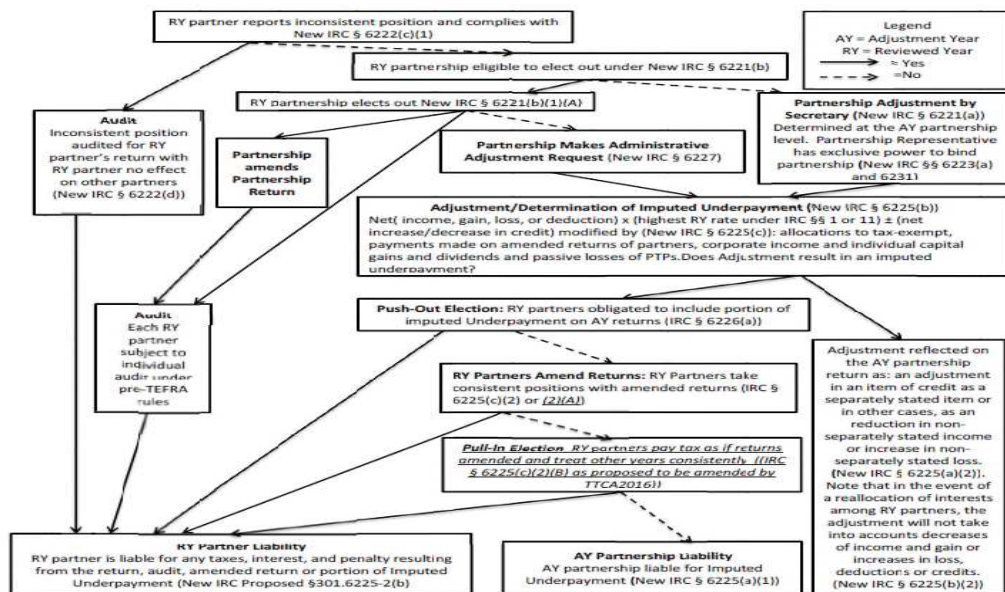 RY partner reports inconsistent position and complies with
New IRC § 6222(c)(1)
Legend
AY = Adjustment Year
RY = Reviewed Year
= Yes
=No
RY partnership eligible to elect out under New IRC § 6221(b)
RY partnership elects out New IRC § 6221(b)(1)(A)
Audit
Inconsistent position
audited for RY
partner's return with
RY partner no effect
on other partners
(New IRC § 6222(d))
Partnership
amends
Partnership
Return
Partnership Makes Administrative
Adjustment Request (New IRC § 6227)
Partnership Adjustment by
Secretary (New IRC § 6221(a))
Determined at the AY partnership
level. Partnership Representative
has exclusive power to bind
partnership (New IRC §§ 6223(a)
and 6231)
Adjustment/Determination of Imputed Underpayment (New IRC § 6225(b))
Net( income, gain, loss, or deduction) x (highest RY rate under IRC §§ 1 or 11) ± (net
increase/decrease in credit) modified by (New IRC § 6225(c)): allocations to tax-exempt,
payments made on amended returns of partners, corporate income and individual capital
gains and dividends and passive losses of PTPs.Does Adjustment result in an imputed
underpayment?
Audit
Each RY
partner
subject to
individual
audit under
pre-TEFRA
rules
Push-Out Election: RY partners obligated to include portion of
imputed Underpayment on AY returns (IRC § 6226(a))
RY Partners Amend Returns: RY Partners take
consistent positions with amended returns (IRC
§ 6225(c)(2) or (2)(A))
Pull-In Election RY partners pay tax as if returns
amended and treat other years consistently ((IRC
§ 6225(c)(2)(B) as proposed to be amended by
TTCA2016))
Adjustment reflected on
the AY partnership
return as: an adjustment
in an item of credit as a
separately stated item or
in other cases, as an
reduction in non-
separately stated income
or increase in non-
separately stated loss.
(New IRC § 6225(a)(2)).
Note that in the event of
a reallocation of interests
among RY partners, the
adjustment will not take
into accounts decreases
of income and gain or
increases in loss,
deductions or credits.
(New IRC § 6225(b)(2))
RY Partner Liability
RY partner is liable for any taxes, interest, and penalty resulting
from the return, audit, amended return or portion of Imputed
Underpayment (New IRC Proposed §301.6225-2(b)
AY Partnership Liability
AY partnership liable for Imputed
Underpayment (New IRC § 6225(a)(1))